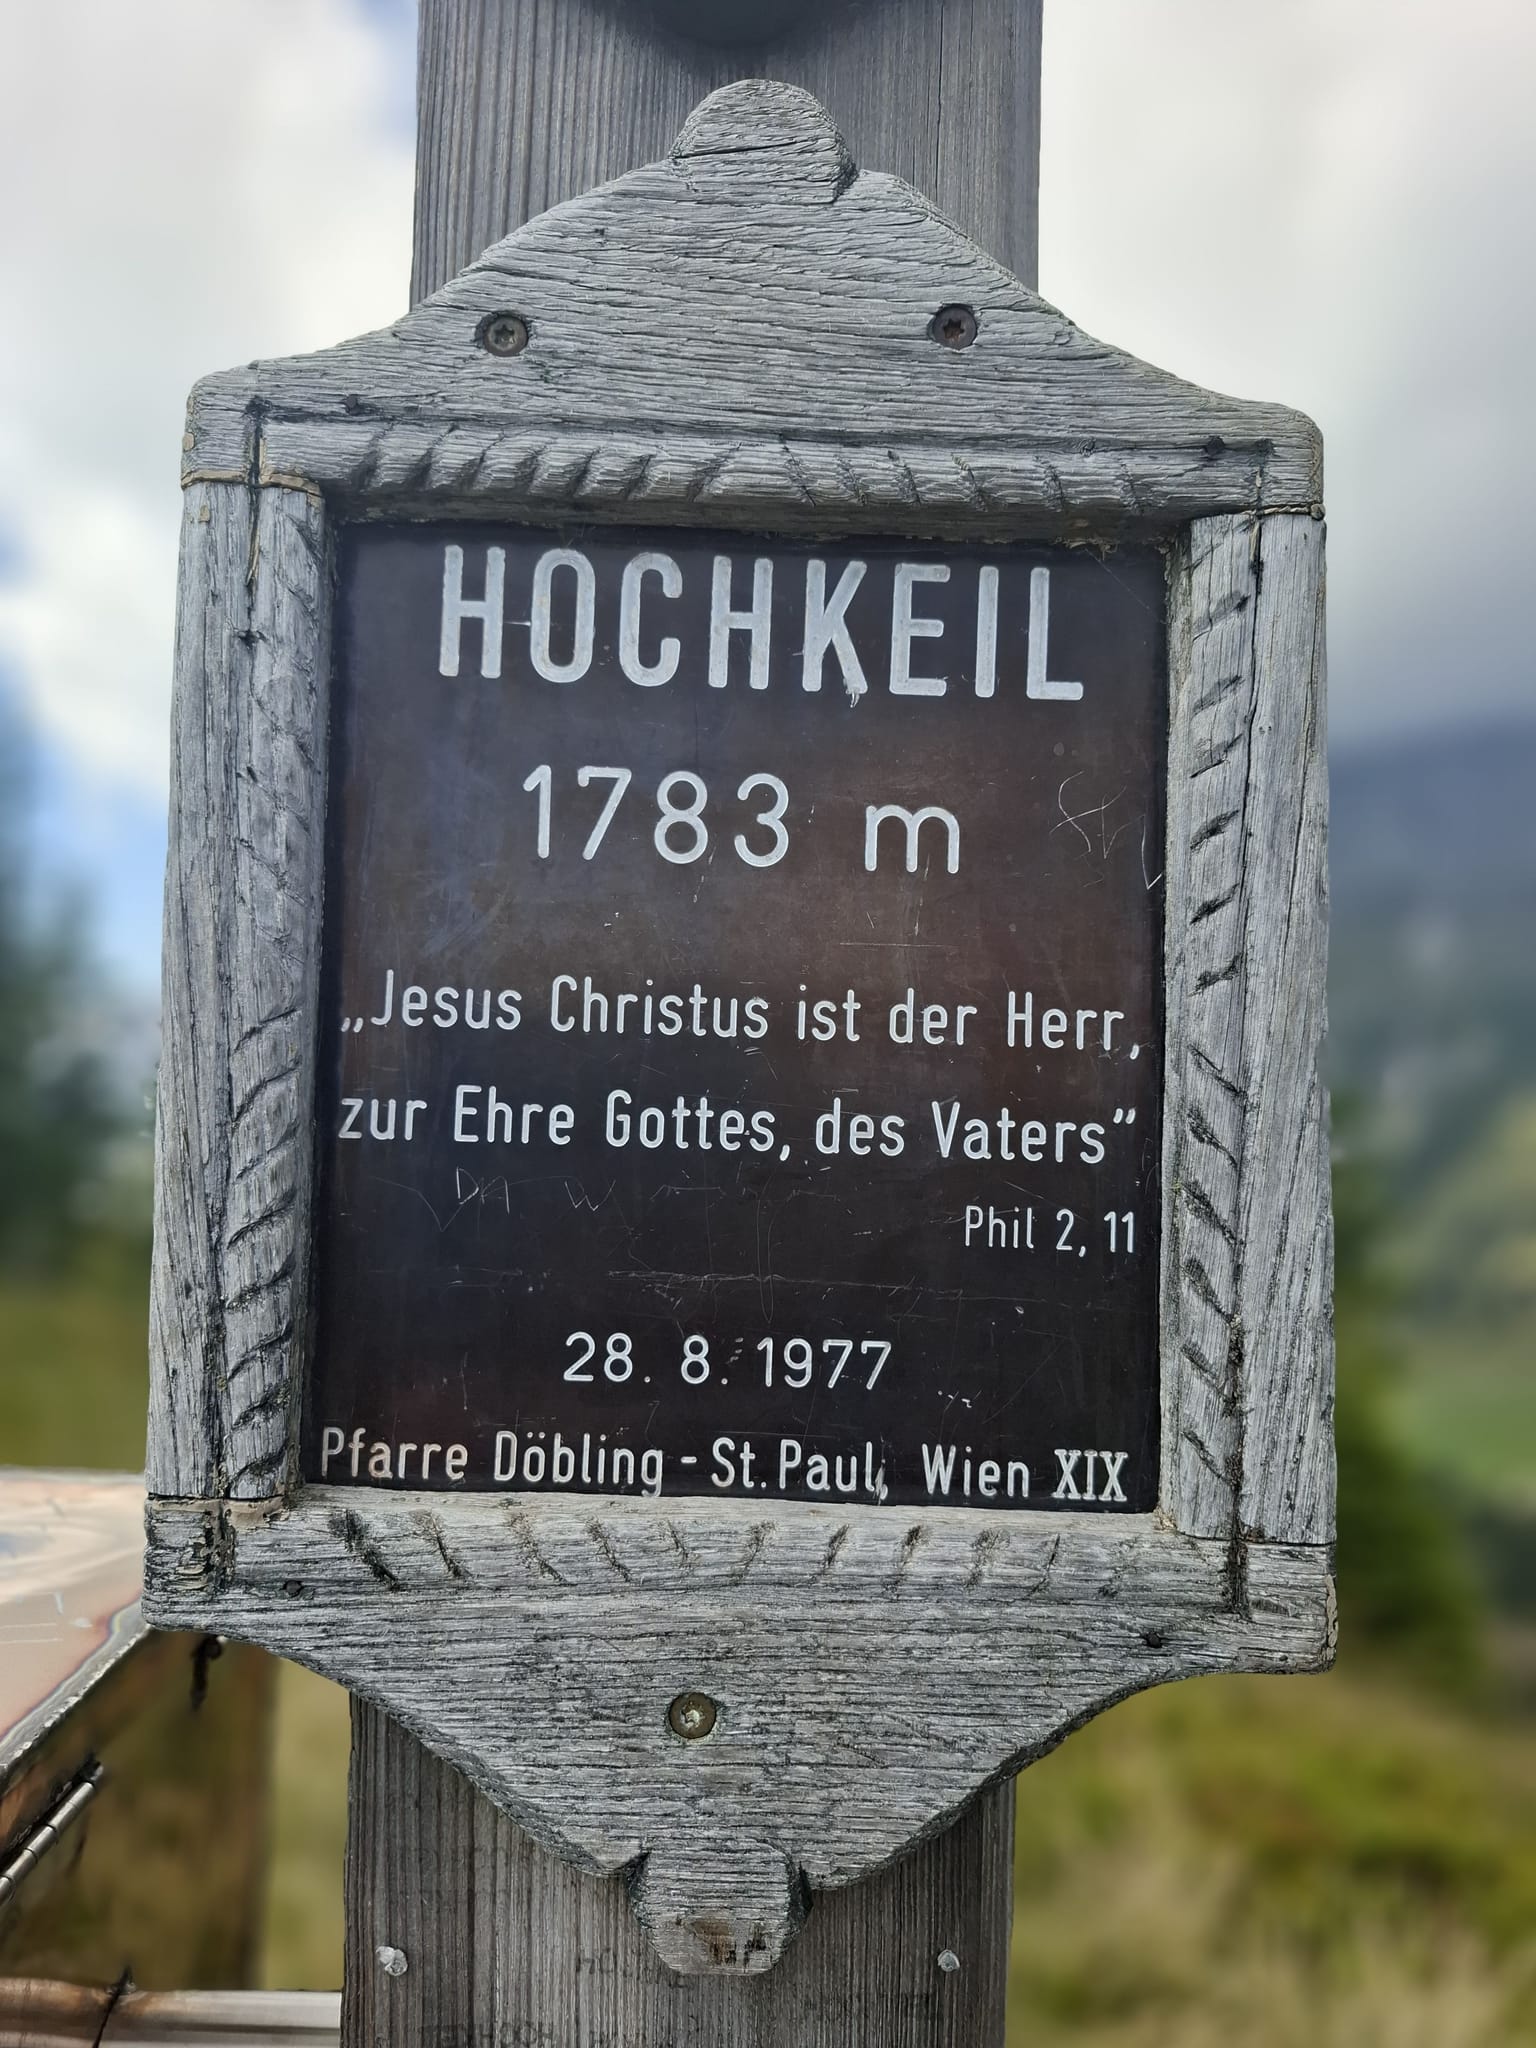 HOCHKEIL
1783 m
„Jesus Christus ist der Herr,
zur Ehre Gottes, des Vaters”
Phil 2, 11
28. 8. 1977
Pfarre Döbling - St. Paul, Wien XIX